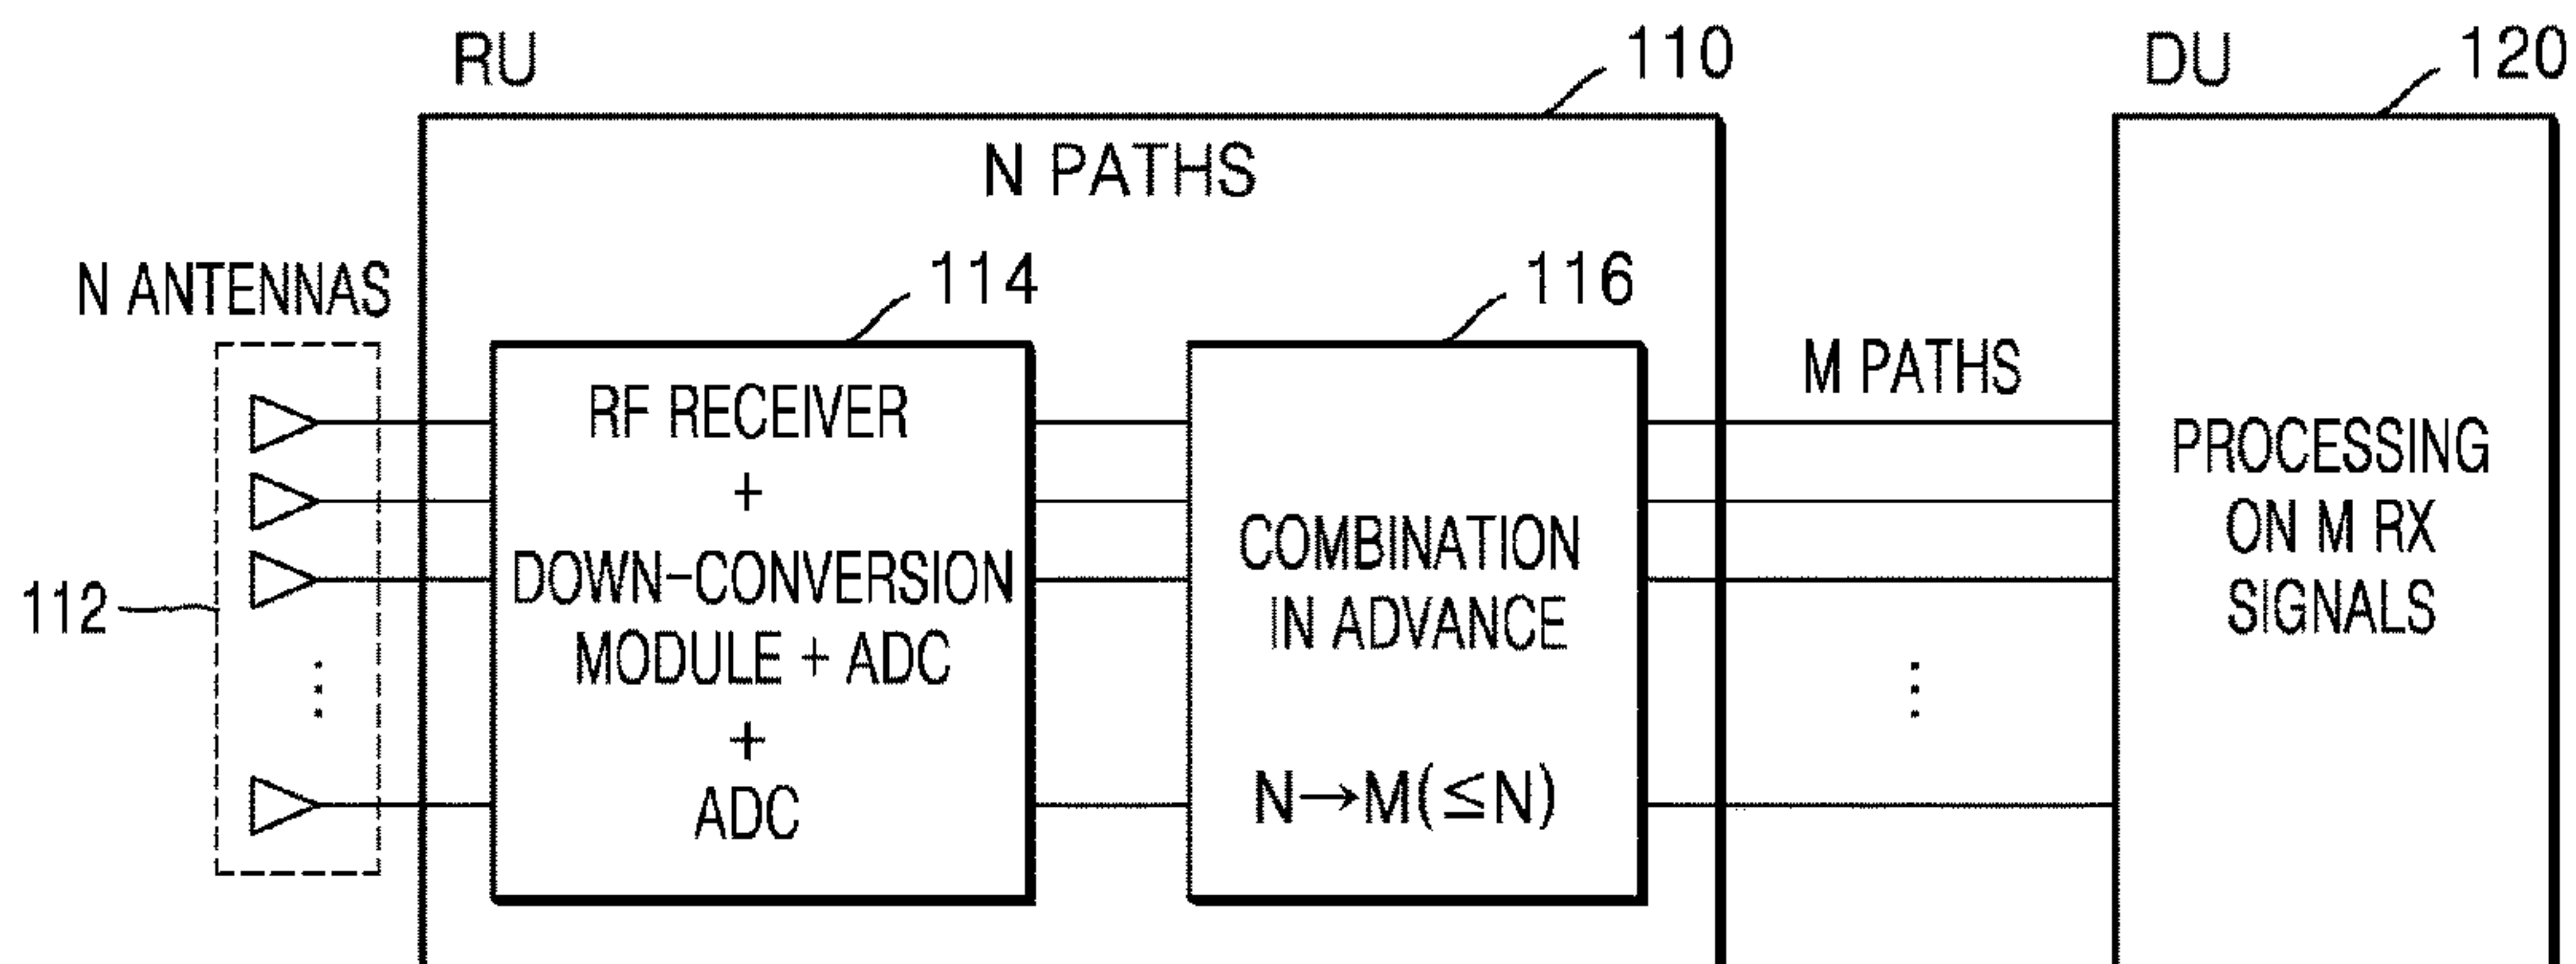 RU
110
DU
120
N PATHS
N ANTENNAS
114
116
112
RF RECEIVER
+
DOWN-CONVERSION
MODULE + ADC
+
ADC
COMBINATION
IN ADVANCE
N→M(≤N)
M PATHS
PROCESSING
ON M RX
SIGNALS